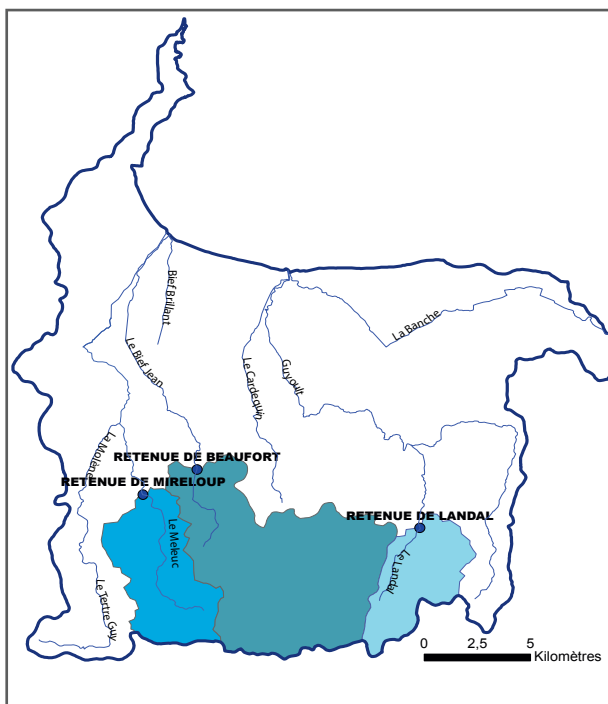 Bief Brillant
La Banche
Le Bief Jean
Guyoult
Le Cardequin
La Molène
RETENUE DE BEAUFORT
RETENUE DE MIRELOUP
RETENUE DE LANDAL
Le Meleuc
Le Landal
Le Tertre Guy
0 2,5 5
Kilomètres